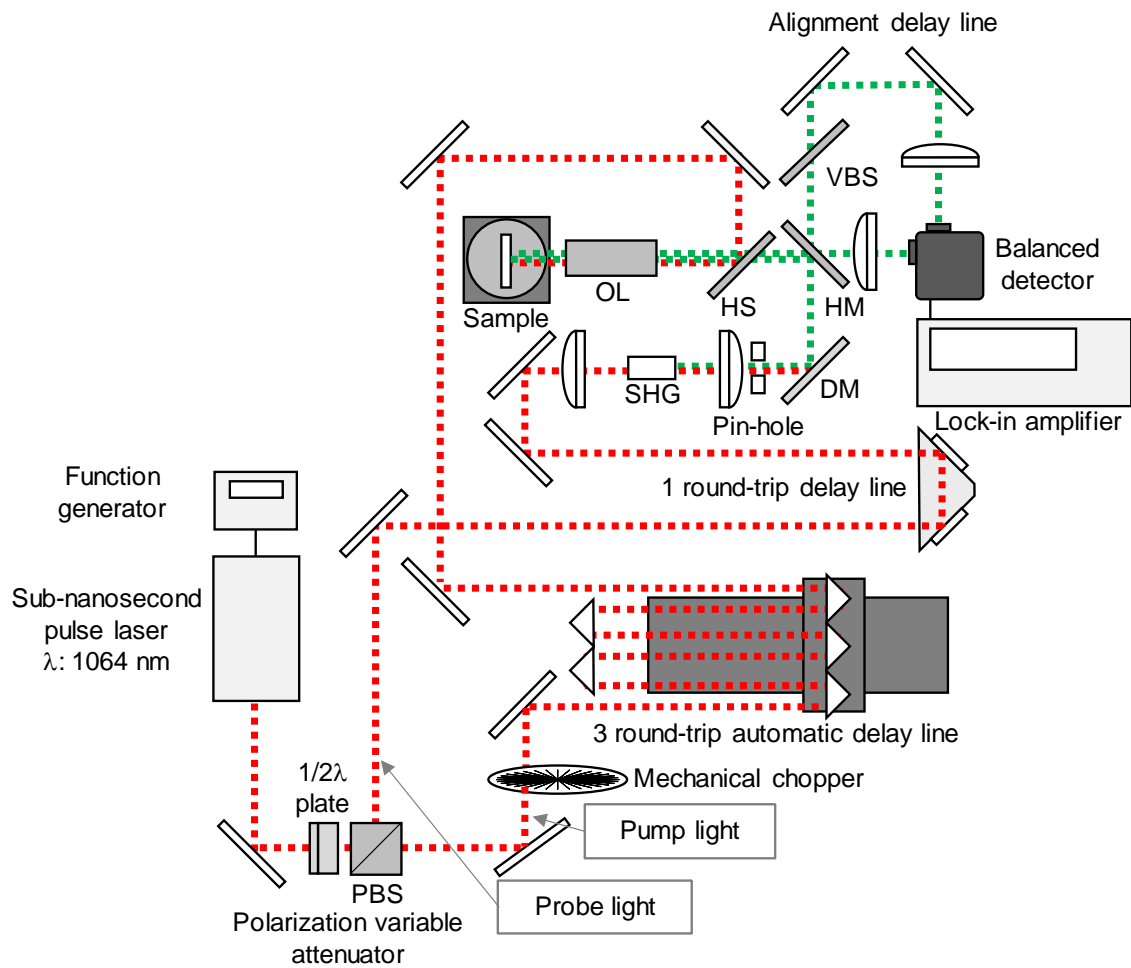 Alignment delay line
VBS
Balanced
detector
OL
HS
HM
Sample
SHG
DM
Pin-hole
Lock-in amplifier
Function
generator
1 round-trip delay line
Sub-nanosecond
pulse laser
λ: 1064 nm
3 round-trip automatic delay line
1/2λ
plate
Mechanical chopper
Pump light
PBS
Probe light
Polarization variable
attenuator